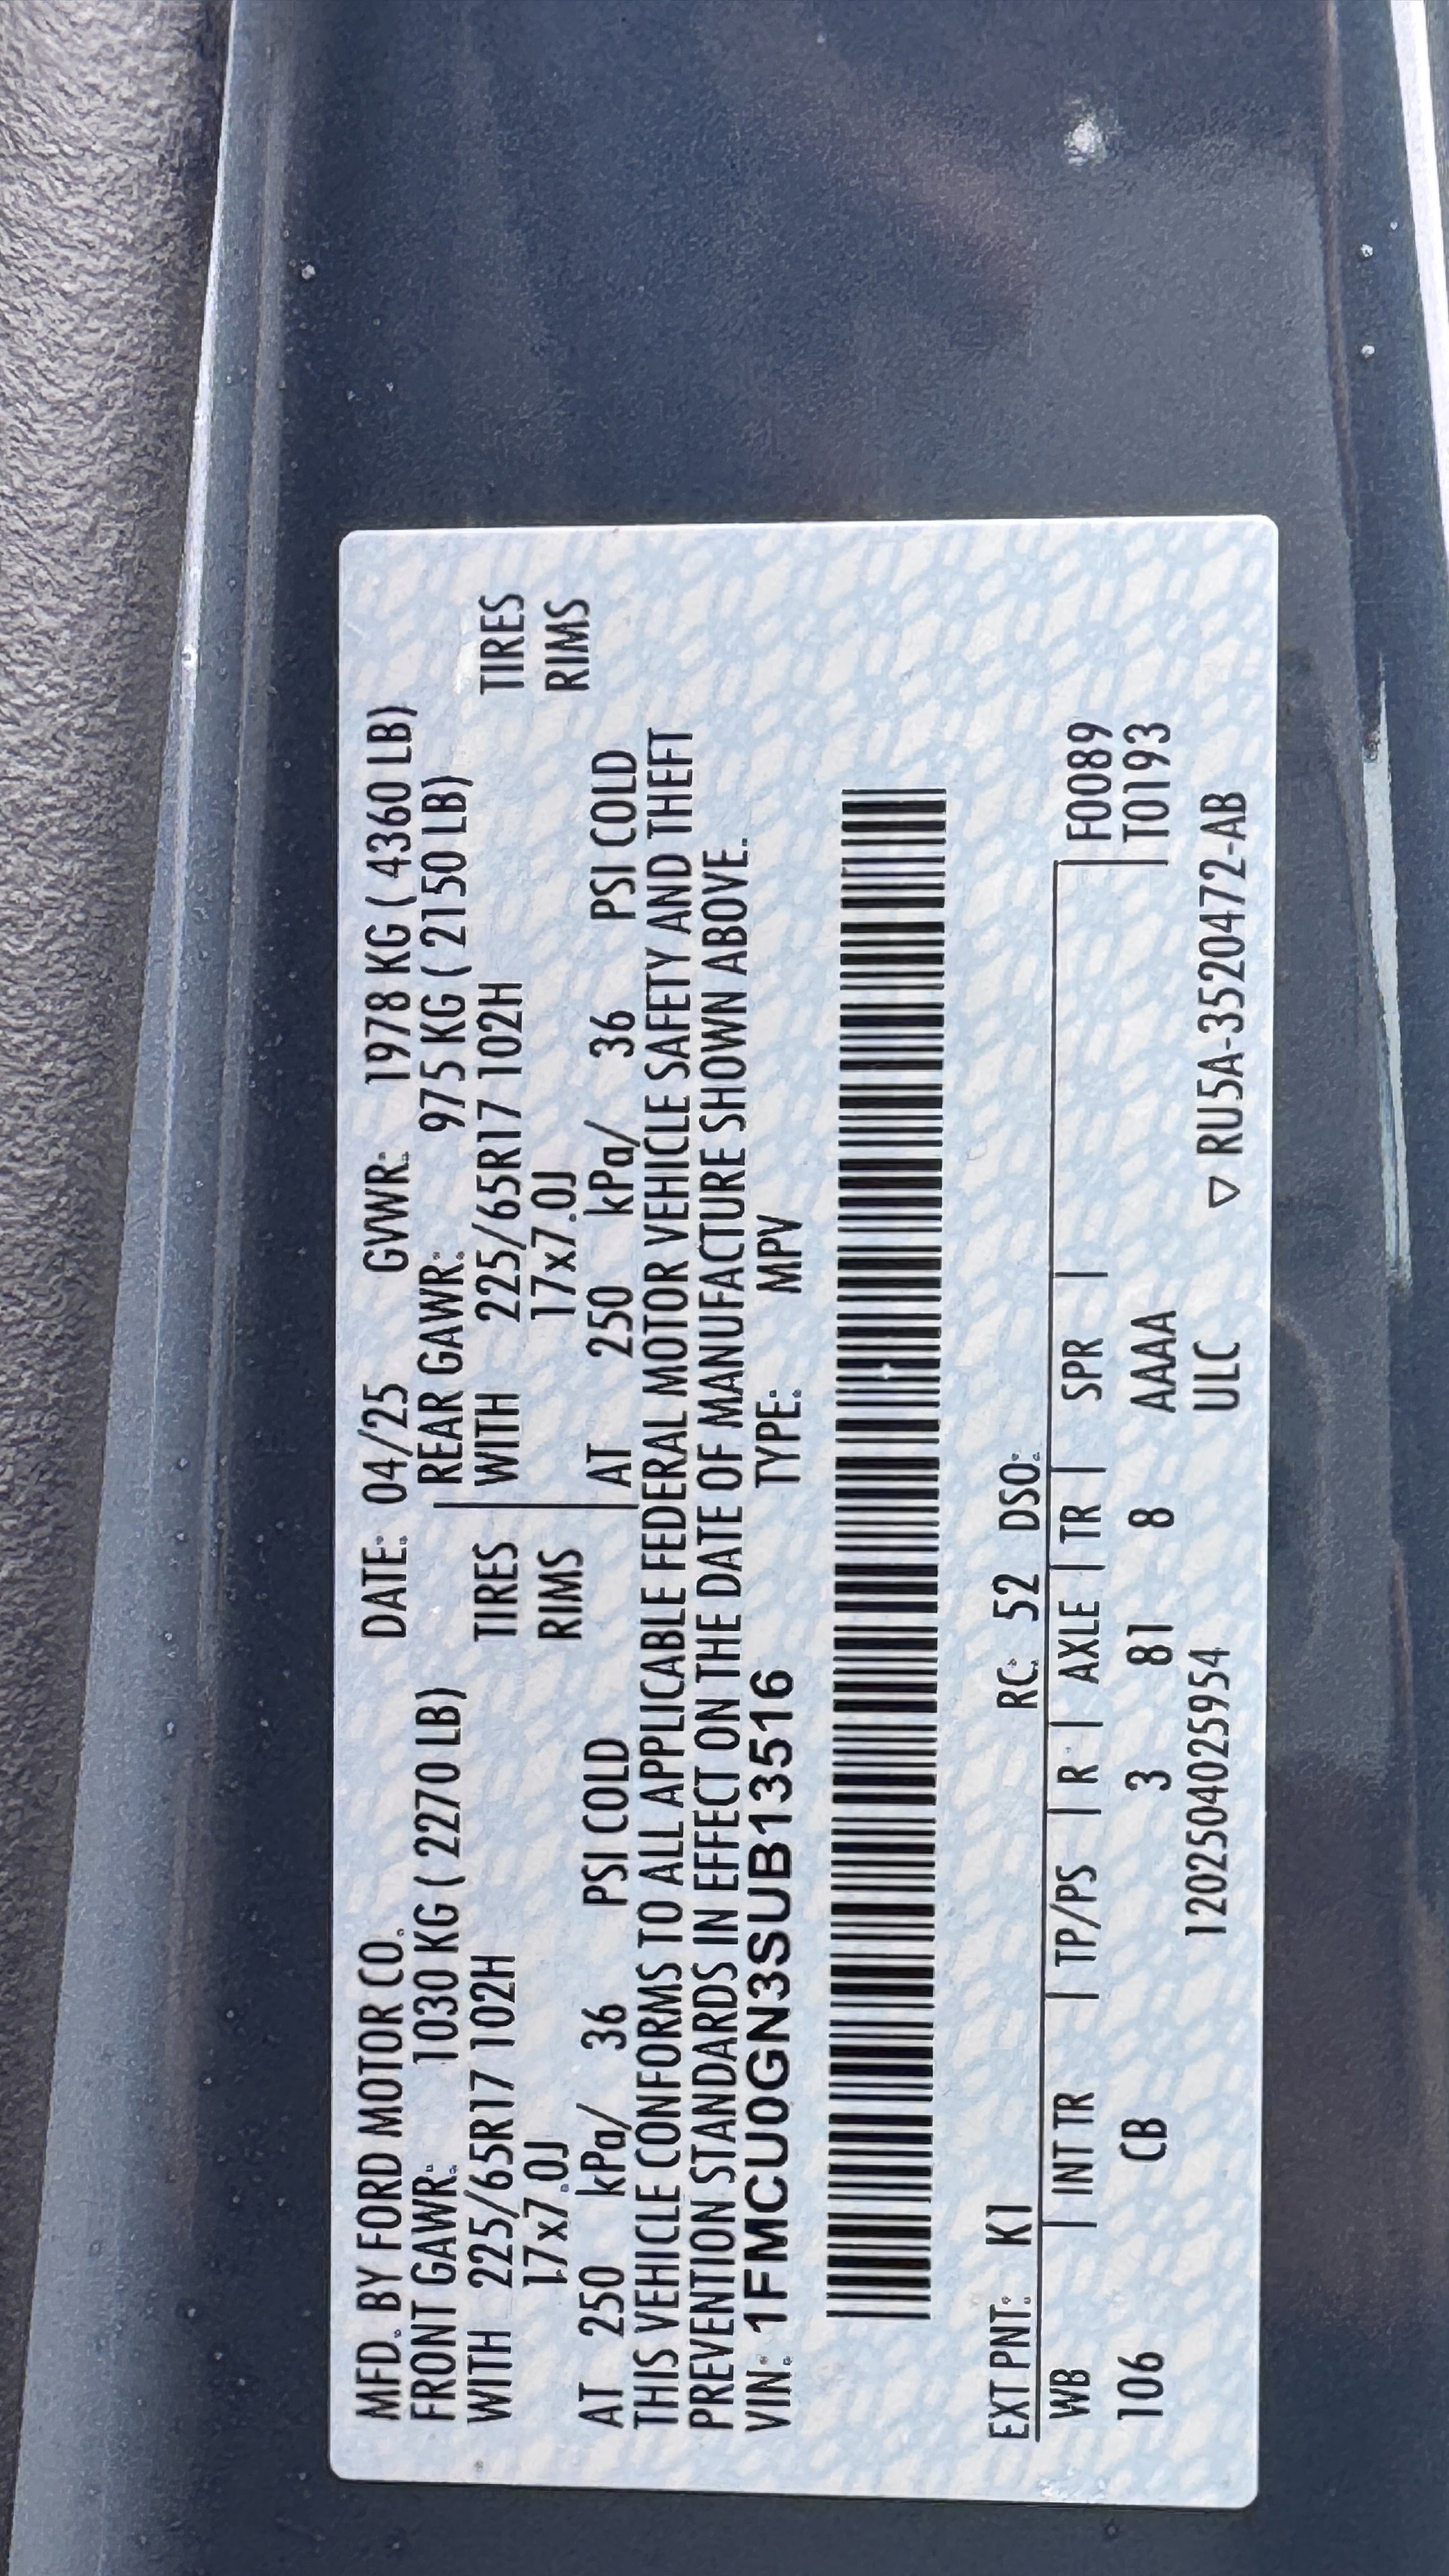 MFD. BY FORD MOTOR CO. DATE: 04/25 GVWR: 1978 KG ( 4360 LB)
FRONT GAWR: 1030 KG ( 2270 LB) REAR GAWR: 975 KG ( 2150 LB)
WITH 225/65R17 102H TIRES WITH 225/65R17 102H TIRES
17x7.0J RIMS 17x7.0J RIMS
AT 250 kPa/ 36 PSI COLD AT 250 kPa/ 36 PSI COLD
THIS VEHICLE CONFORMS TO ALL APPLICABLE FEDERAL MOTOR VEHICLE SAFETY AND THEFT
PREVENTION STANDARDS IN EFFECT ON THE DATE OF MANUFACTURE SHOWN ABOVE.
VIN: 1FMCU0GN3SUB13516 TYPE: MPV
EXT PNT: K1 RC: 52 DSO:
WB | INT TR | TP/PS | R | AXLE | TR | SPR | F0089
106 CB 3 81 8 AAAA T0193
120250402 5954 ULC ▽ RU5A-3520472-AB